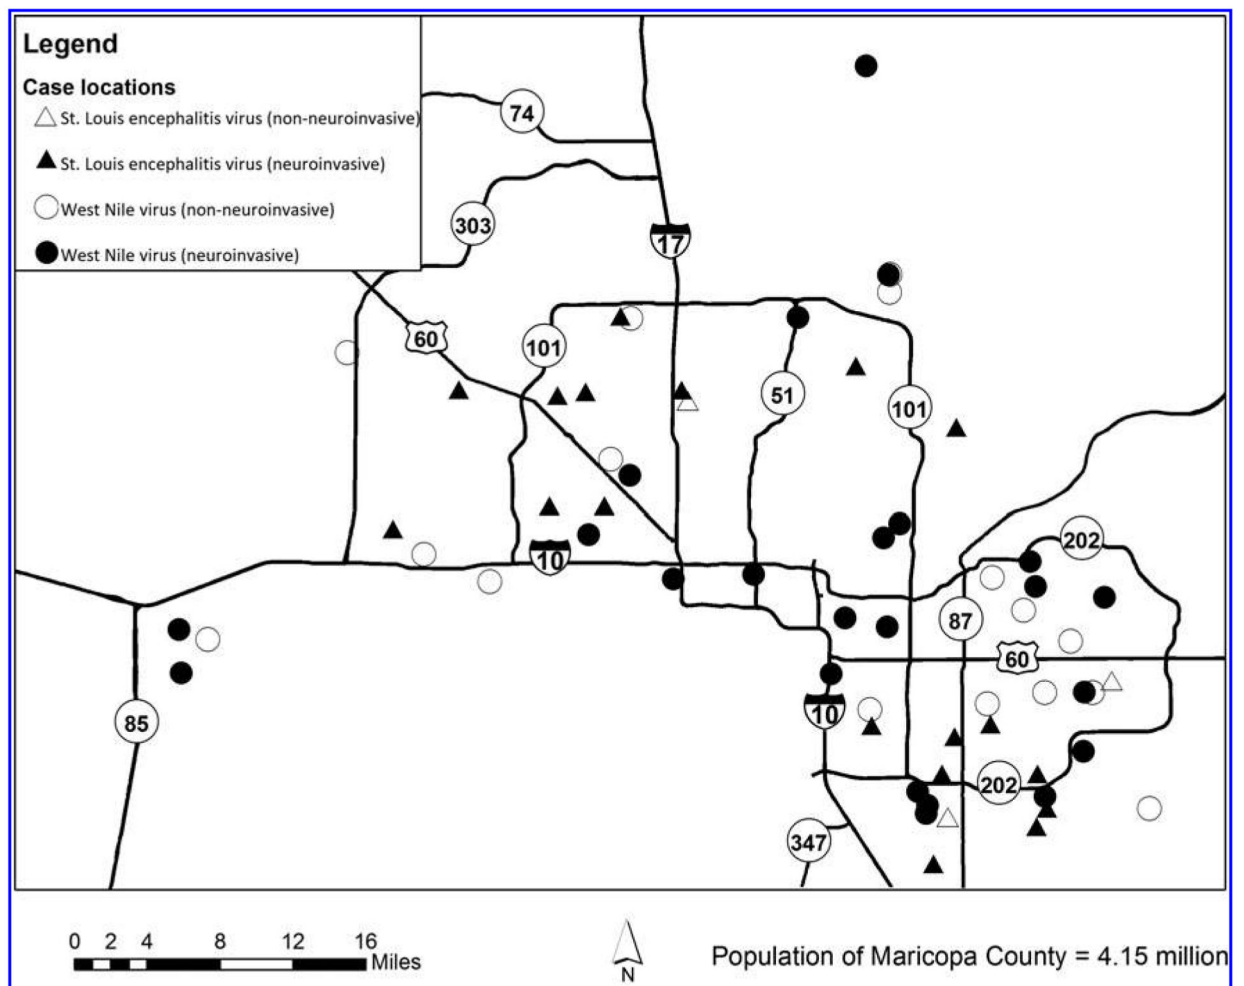 Legend
Case locations
St. Louis encephalitis virus (non-neuroinvasive)
St. Louis encephalitis virus (neuroinvasive)
West Nile virus (non-neuroinvasive)
West Nile virus (neuroinvasive)
74
303
17
60
101
51
101
10
202
87
60
85
10
202
347
0 2 4 8 12 16
Miles
N
Population of Maricopa County = 4.15 million